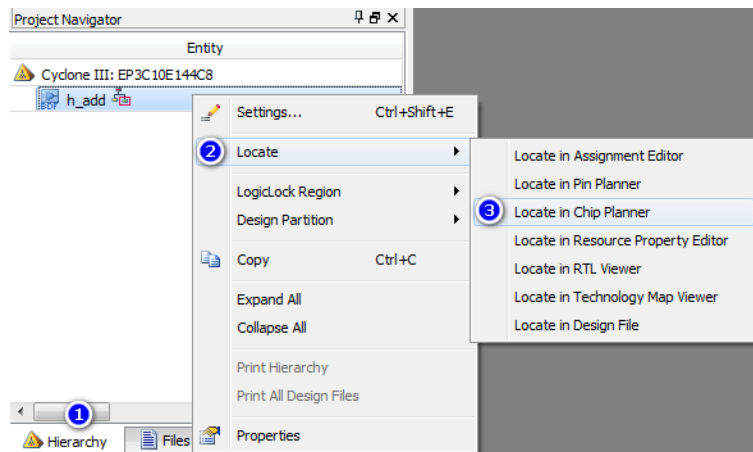 Project Navigator
Entity
Cyclone III: EP3C10E144C8
BDF h_add
Settings... Ctrl+Shift+E
2 Locate
LogicLock Region
Design Partition
Copy Ctrl+C
Expand All
Collapse All
Print Hierarchy
Print All Design Files
Properties
Locate in Assignment Editor
Locate in Pin Planner
3 Locate in Chip Planner
Locate in Resource Property Editor
Locate in RTL Viewer
Locate in Technology Map Viewer
Locate in Design File
1
Hierarchy Files